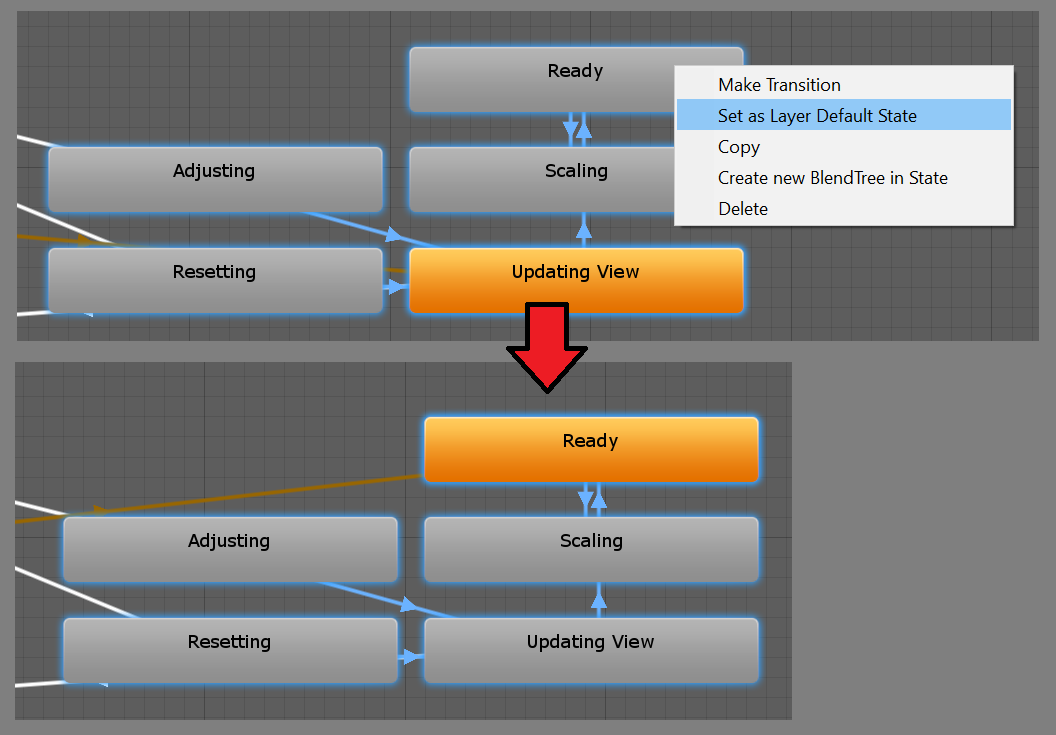 Ready
Make Transition
Set as Layer Default State
Copy
Create new BlendTree in State
Delete
Adjusting
Scaling
Resetting
Updating View
Ready
Adjusting
Scaling
Resetting
Updating View